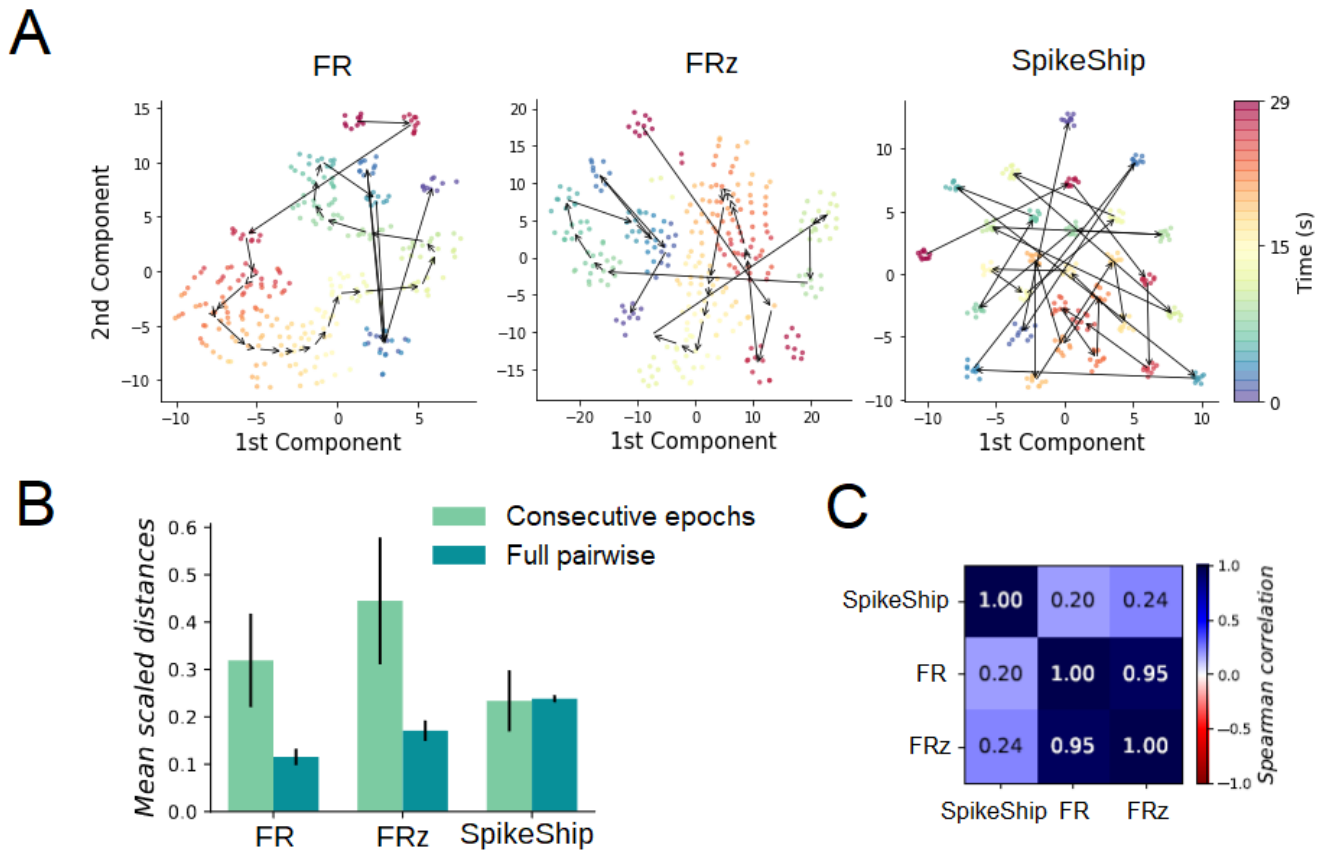 A
FR
FRz
SpikeShip
2nd Component
15
10
5
0
−5
−10
−10
−5
0
5
1st Component
20
15
10
5
0
−5
−10
−15
−20
−10
0
10
20
1st Component
10
5
0
−5
−10
−10
−5
0
5
10
1st Component
29
15
0
Time (s)
B
Consecutive epochs
Full pairwise
Mean scaled distances
0.6
0.5
0.4
0.3
0.2
0.1
0.0
FR
FRz
SpikeShip
C
SpikeShip
FR
FRz
1.00 0.20 0.24
0.20 1.00 0.95
0.24 0.95 1.00
SpikeShip FR FRz
1.0
0.5
0.0
−0.5
−1.0
Spearman correlation